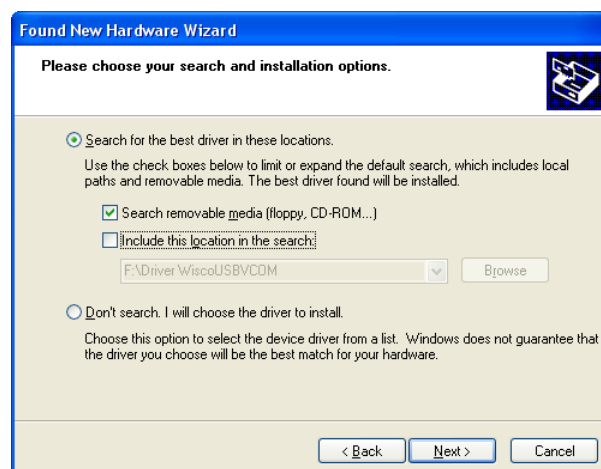 Found New Hardware Wizard
Please choose your search and installation options.
Search for the best driver in these locations.
Use the check boxes below to limit or expand the default search, which includes local
paths and removable media. The best driver found will be installed.
Search removable media (floppy, CD-ROM...)
Include this location in the search:
F:\Driver WiscoUSBVCOM
Browse
Don't search. I will choose the driver to install.
Choose this option to select the device driver from a list. Windows does not guarantee that
the driver you choose will be the best match for your hardware.
< Back
Next >
Cancel